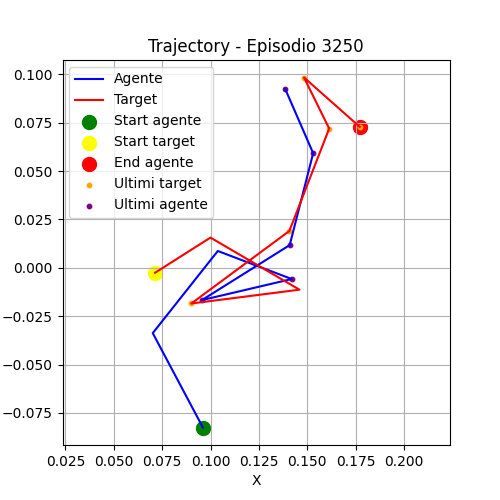 Trajectory - Episodio 3250
Agente
Target
Start agente
Start target
End agente
Ultimi target
Ultimi agente
0.100
0.075
0.050
0.025
0.000
−0.025
−0.050
−0.075
0.025 0.050 0.075 0.100 0.125 0.150 0.175 0.200
X